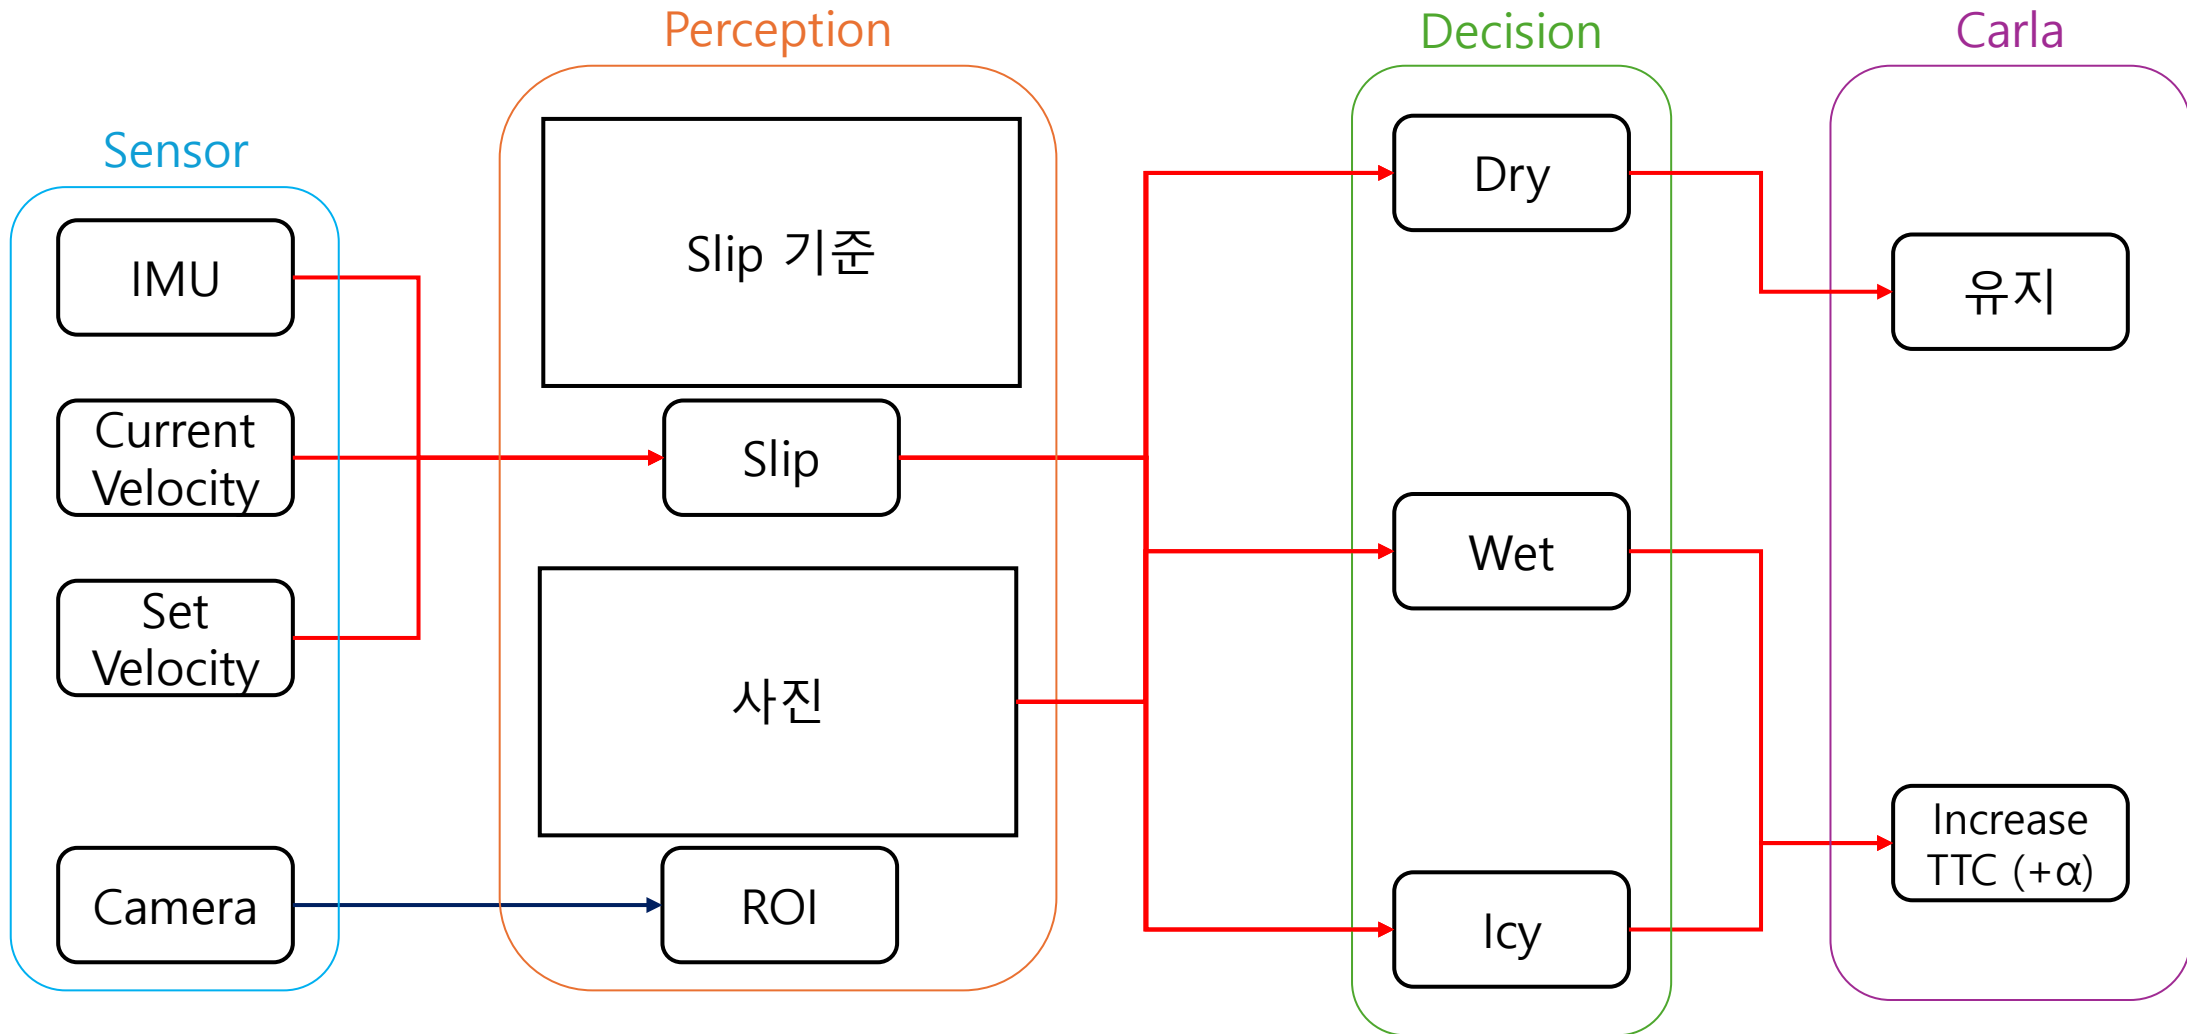 Sensor
IMU
Current
Velocity
Set
Velocity
Camera
Perception
Slip 기준
Slip
사진
ROI
Decision
Dry
Wet
Icy
Carla
유지
Increase
TTC (+α)